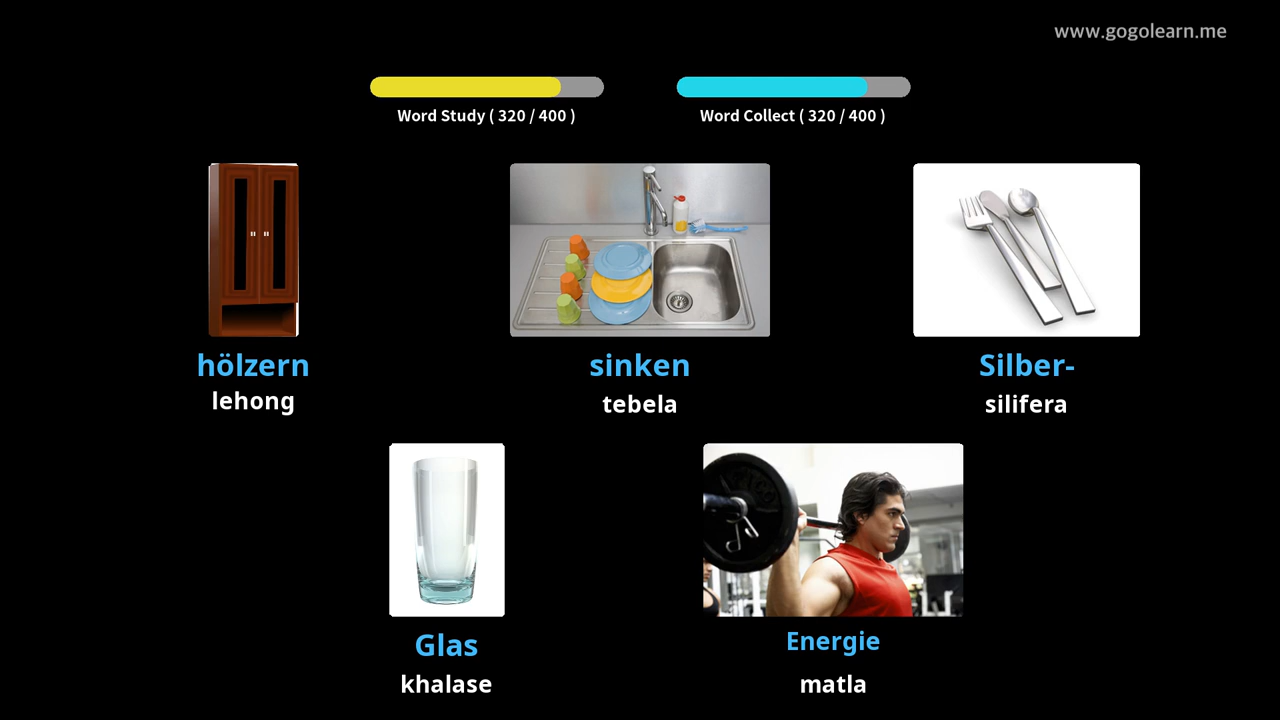 www.gogolearn.me
Word Study ( 320 / 400 )
Word Collect ( 320 / 400 )
hölzern
lehong
sinken
tebela
Silber-
silifera
Glas
khalase
Energie
matla